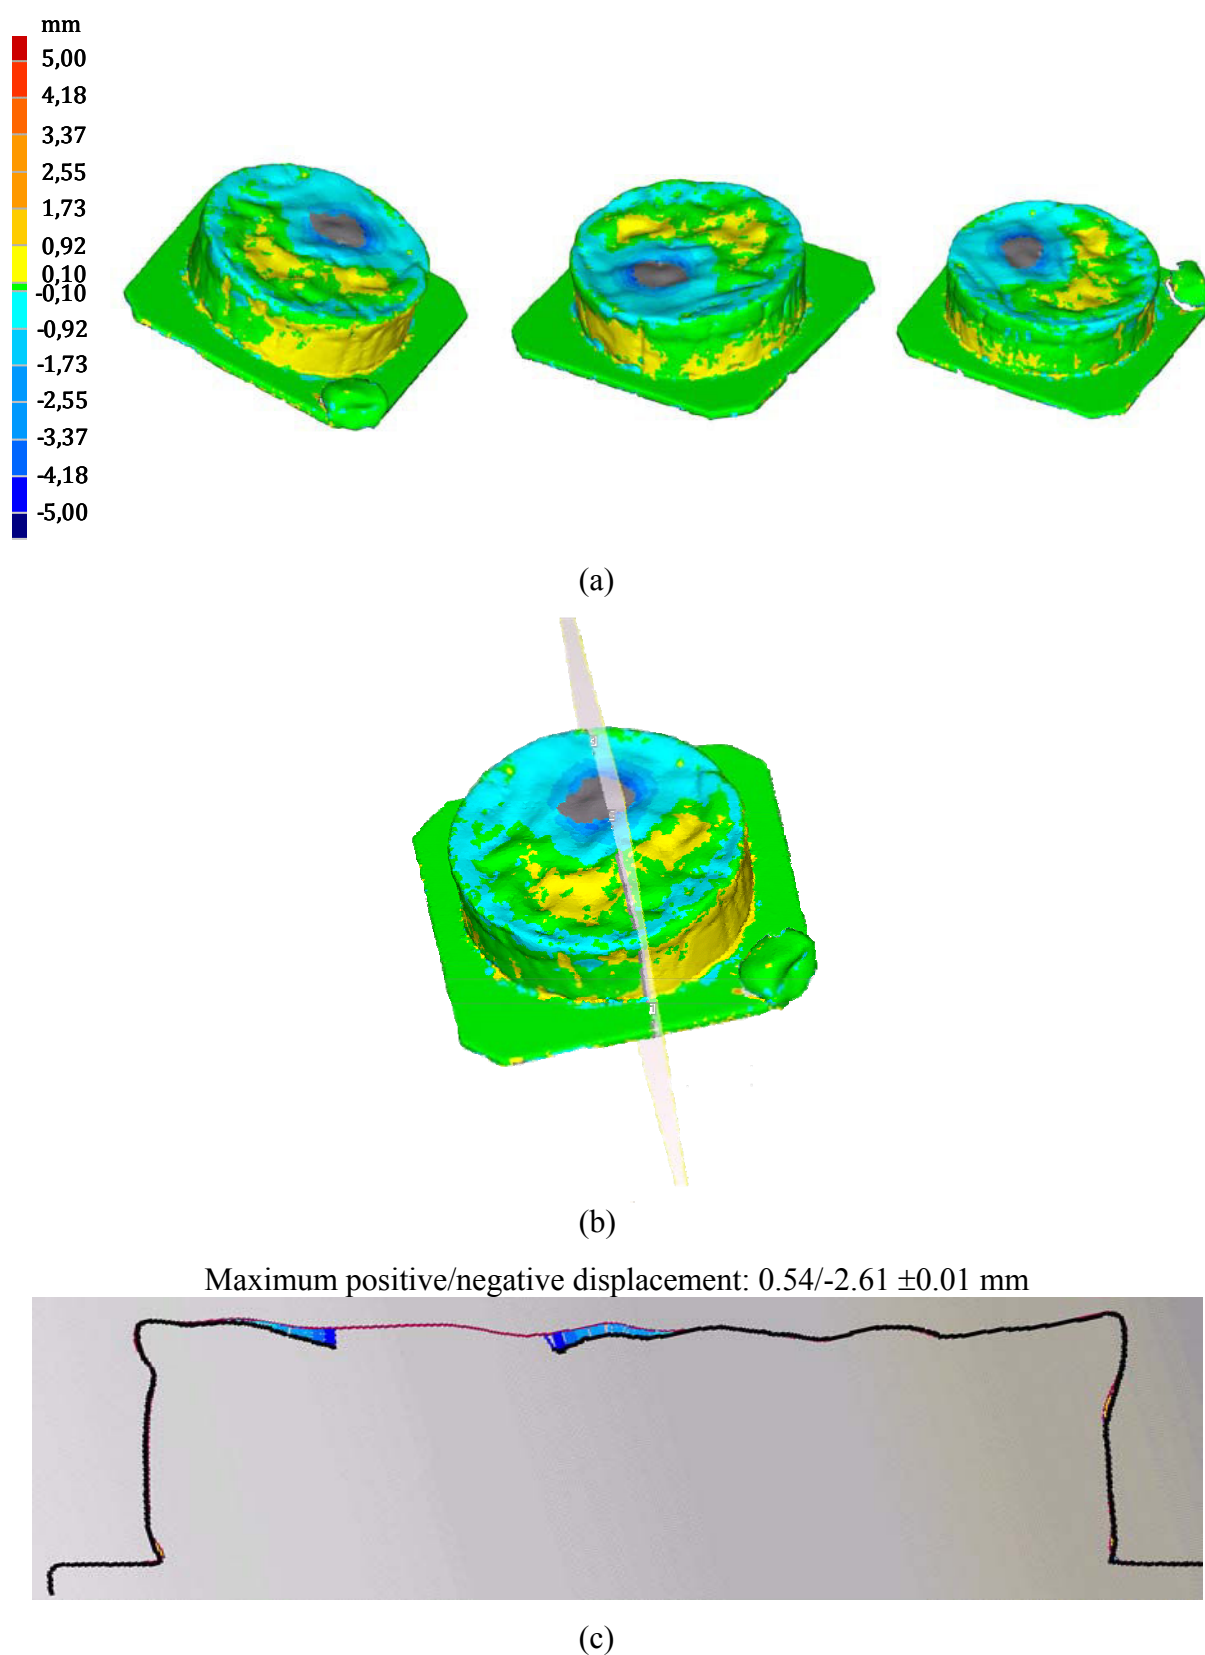 mm
5,00
4,18
3,37
2,55
1,73
0,92
0,10
-0,10
-0,92
-1,73
-2,55
-3,37
-4,18
-5,00
(a)
(b)
Maximum positive/negative displacement: 0.54/-2.61 ±0.01 mm
(c)